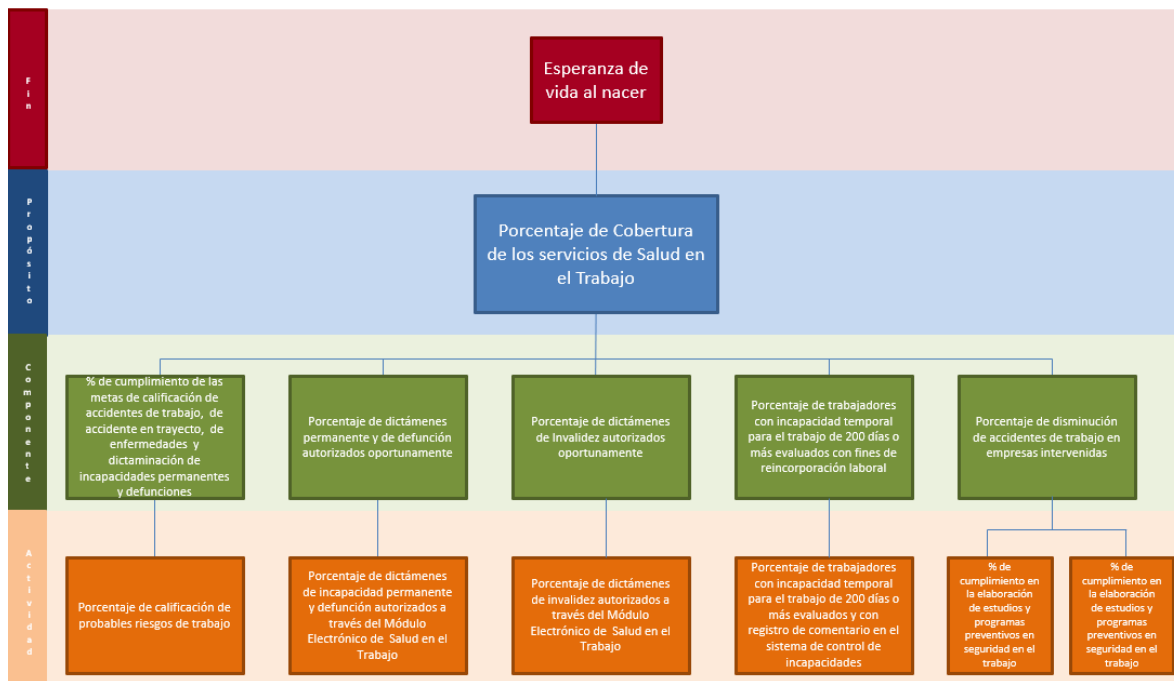 Fin
Esperanza de
vida al nacer
Propósito
Porcentaje de Cobertura
de los servicios de Salud en
el Trabajo
Componente
% de cumplimiento de las
metas de calificación de
accidentes de trabajo, de
accidente en trayecto, de
enfermedades y
dictaminación de
incapacidades permanentes
y defunciones
Porcentaje de dictámenes
permanente y de defunción
autorizados oportunamente
Porcentaje de dictámenes
de Invalidez autorizados
oportunamente
Porcentaje de trabajadores
con incapacidad temporal
para el trabajo de 200 días o
más evaluados con fines de
reincorporación laboral
Porcentaje de disminución
de accidentes de trabajo en
empresas intervenidas
Actividad
Porcentaje de calificación de
probables riesgos de trabajo
Porcentaje de dictámenes
de incapacidad permanente
y defunción autorizados a
través del Módulo
Electrónico de Salud en el
Trabajo
Porcentaje de dictámenes
de invalidez autorizados a
través del Módulo
Electrónico de Salud en el
Trabajo
Porcentaje de trabajadores
con incapacidad temporal
para el trabajo de 200 días o
más evaluados y con
registro de comentario en el
sistema de control de
incapacidades
% de
cumplimiento en
la elaboración
de estudios y
programas
preventivos en
seguridad en el
trabajo
% de
cumplimiento en
la elaboración
de estudios y
programas
preventivos en
seguridad en el
trabajo